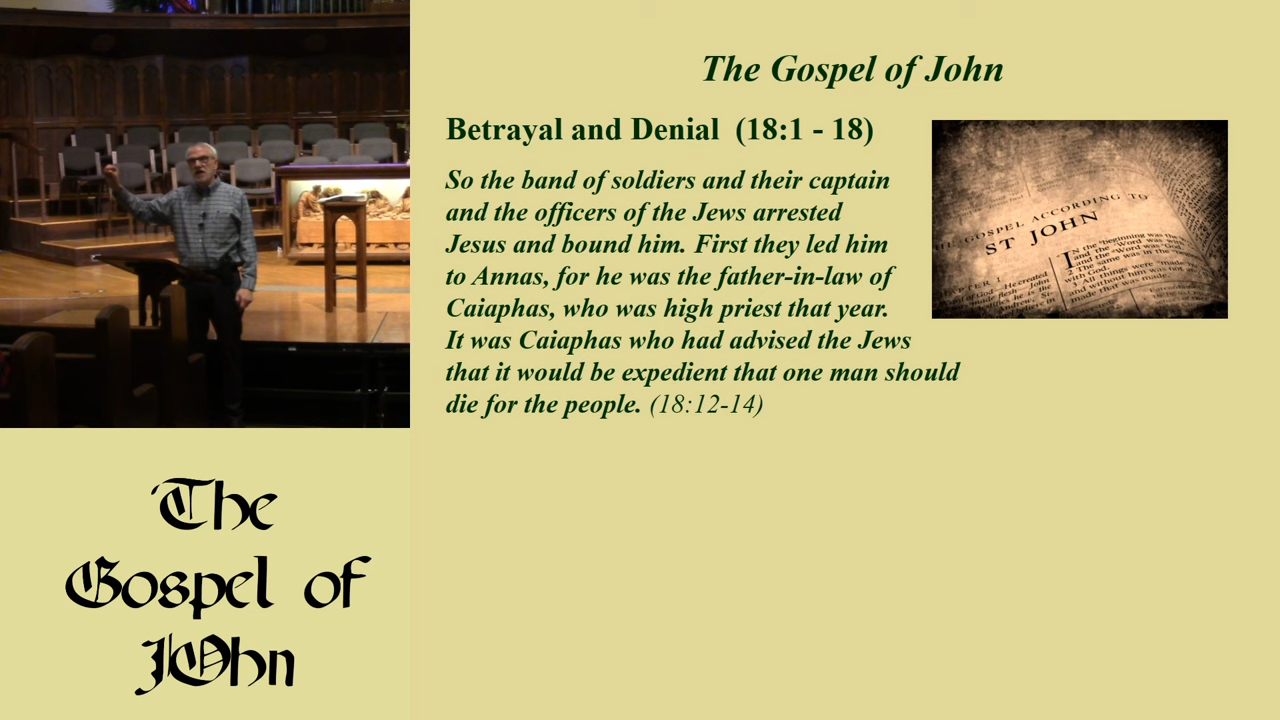 The Gospel of John
Betrayal and Denial (18:1 - 18)
So the band of soldiers and their captain
and the officers of the Jews arrested
Jesus and bound him. First they led him
to Annas, for he was the father-in-law of
Caiaphas, who was high priest that year.
It was Caiaphas who had advised the Jews
that it would be expedient that one man should
die for the people. (18:12-14)
GOSPEL ACCORDING TO
ST JOHN
The
Gospel of
JOhn